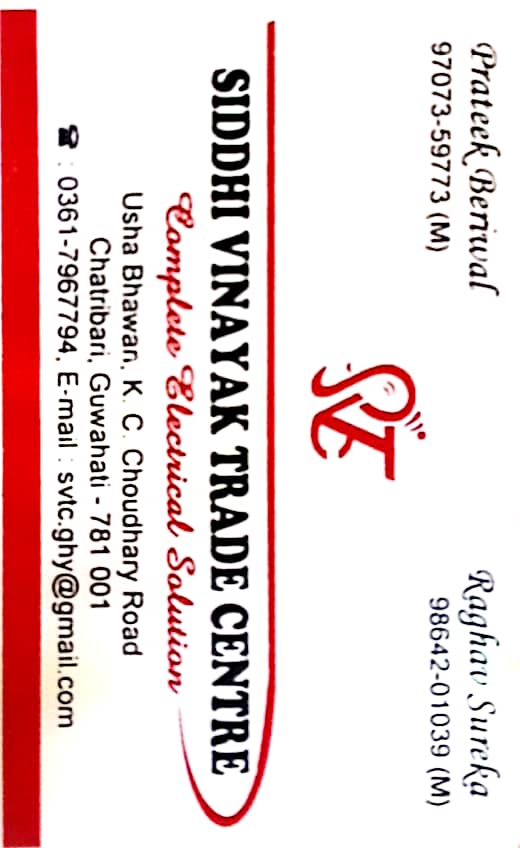 Prateek Beriwal
97073-59773 (M)
Raghav Sureka
98642-01039 (M)
SVTC
SIDDHI VINAYAK TRADE CENTRE
Complete Electrical Solution
Usha Bhawan, K. C. Choudhary Road
Chatribari, Guwahati - 781 001
☎ : 0361-7967794, E-mail : svtc.ghy@gmail.com